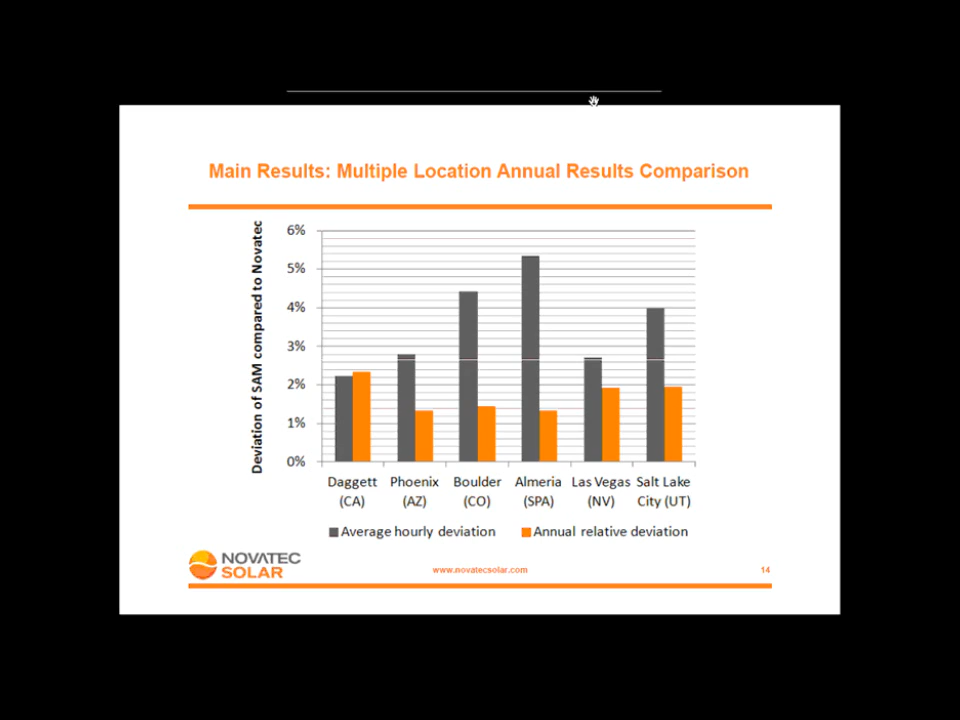 Main Results: Multiple Location Annual Results Comparison
Deviation of SAM compared to Novatec
6%
5%
4%
3%
2%
1%
0%
Daggett Phoenix Boulder Almeria Las Vegas Salt Lake
(CA) (AZ) (CO) (SPA) (NV) City (UT)
Average hourly deviation Annual relative deviation
NOVATEC
SOLAR
www.novatecsolar.com
14